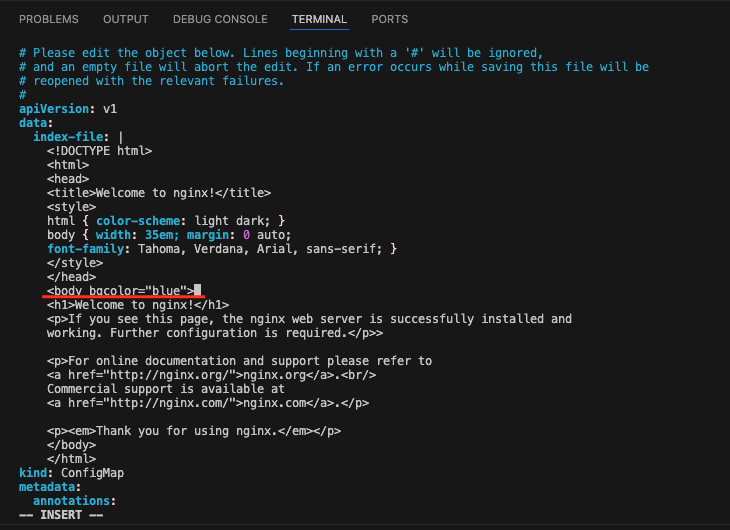 PROBLEMS OUTPUT DEBUG CONSOLE TERMINAL PORTS
# Please edit the object below. Lines beginning with a '#' will be ignored,
# and an empty file will abort the edit. If an error occurs while saving this file will be
# reopened with the relevant failures.
#
apiVersion: v1
data:
  index-file: |
    <!DOCTYPE html>
    <html>
    <head>
    <title>Welcome to nginx!</title>
    <style>
    html { color-scheme: light dark; }
    body { width: 35em; margin: 0 auto;
    font-family: Tahoma, Verdana, Arial, sans-serif; }
    </style>
    </head>
    <body bgcolor="blue">
    <h1>Welcome to nginx!</h1>
    <p>If you see this page, the nginx web server is successfully installed and
    working. Further configuration is required.</p>>

    <p>For online documentation and support please refer to
    <a href="http://nginx.org/">nginx.org</a>.<br/>
    Commercial support is available at
    <a href="http://nginx.com/">nginx.com</a>.</p>

    <p><em>Thank you for using nginx.</em></p>
    </body>
    </html>
kind: ConfigMap
metadata:
  annotations:
-- INSERT --